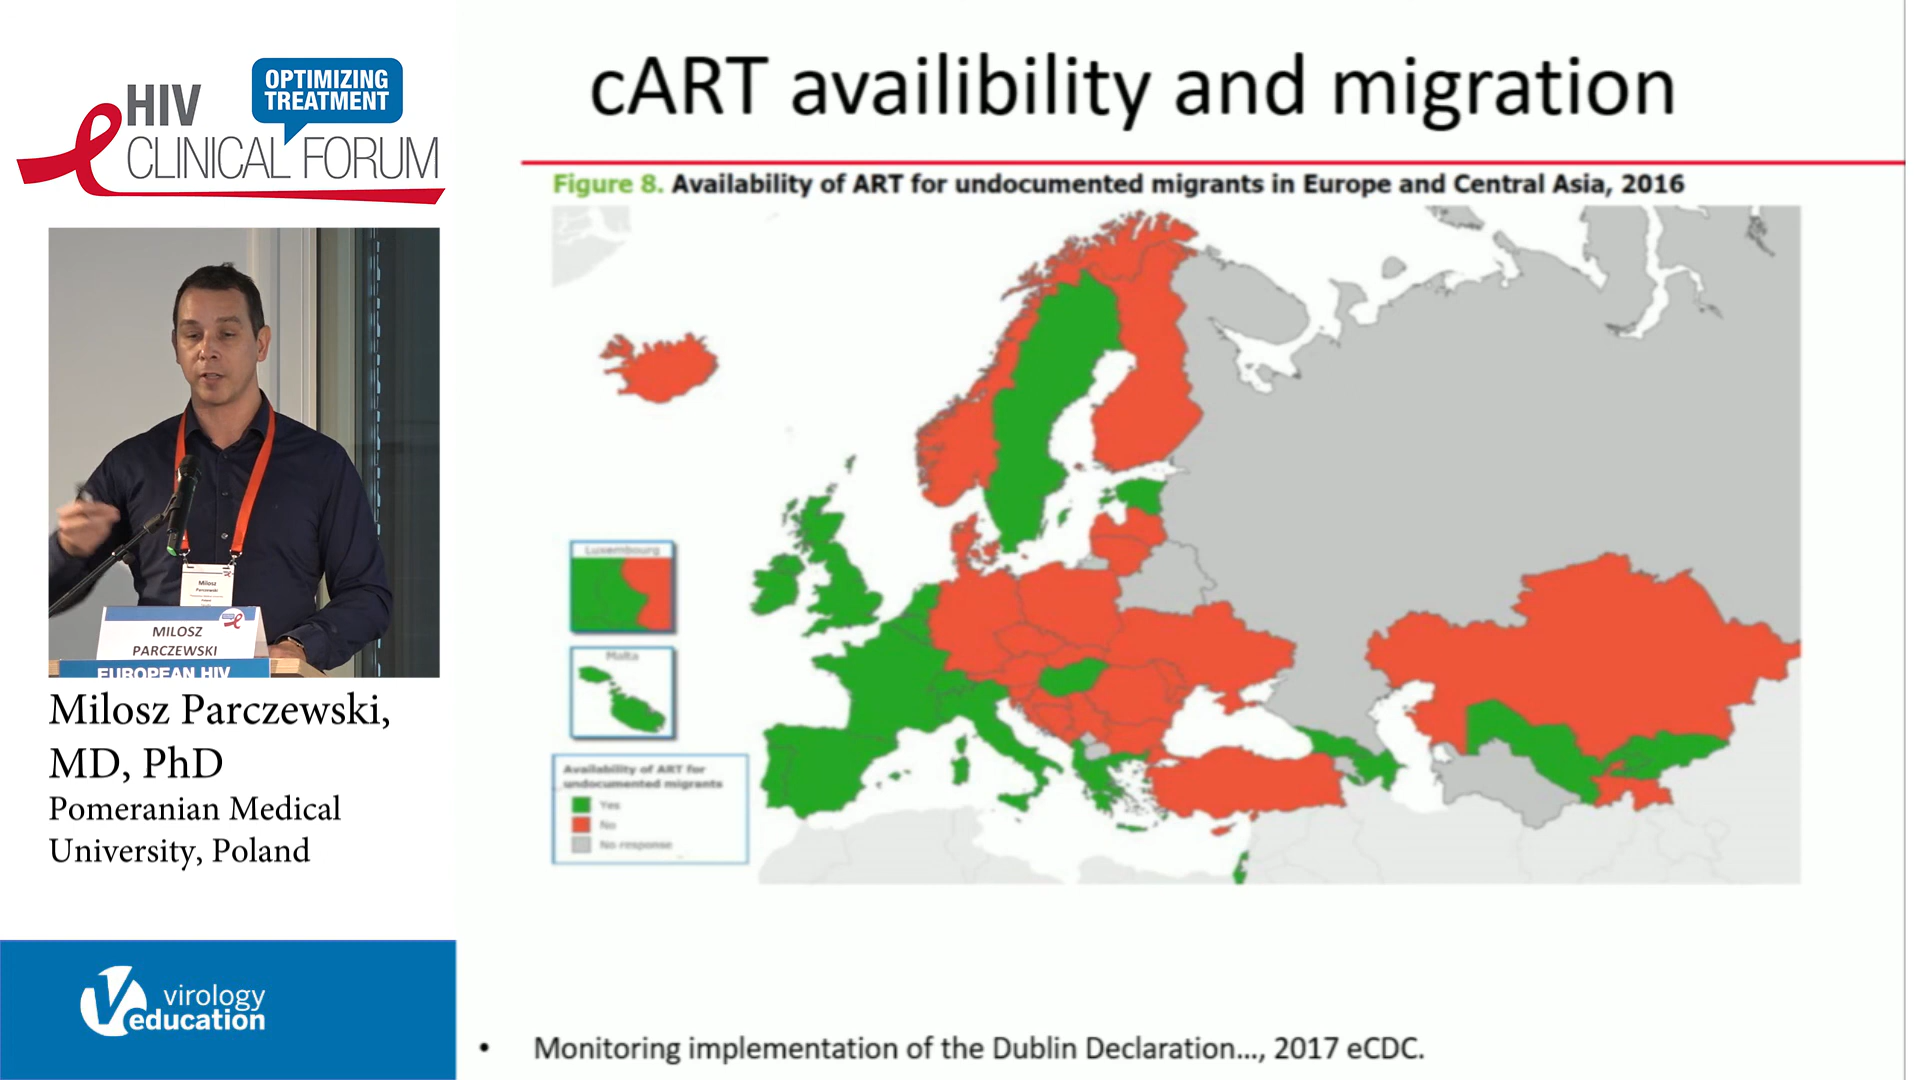 HIV
OPTIMIZING
TREATMENT
CLINICAL FORUM
Milosz
Parczewski
MILOSZ
PARCZEWSKI
EUROPEAN HIV
Milosz Parczewski,
MD, PhD
Pomeranian Medical
University, Poland
virology
education
cART availibility and migration
Figure 8. Availability of ART for undocumented migrants in Europe and Central Asia, 2016
Luxembourg
Malta
Availability of ART for
undocumented migrants
Yes
No
No response
• Monitoring implementation of the Dublin Declaration..., 2017 eCDC.